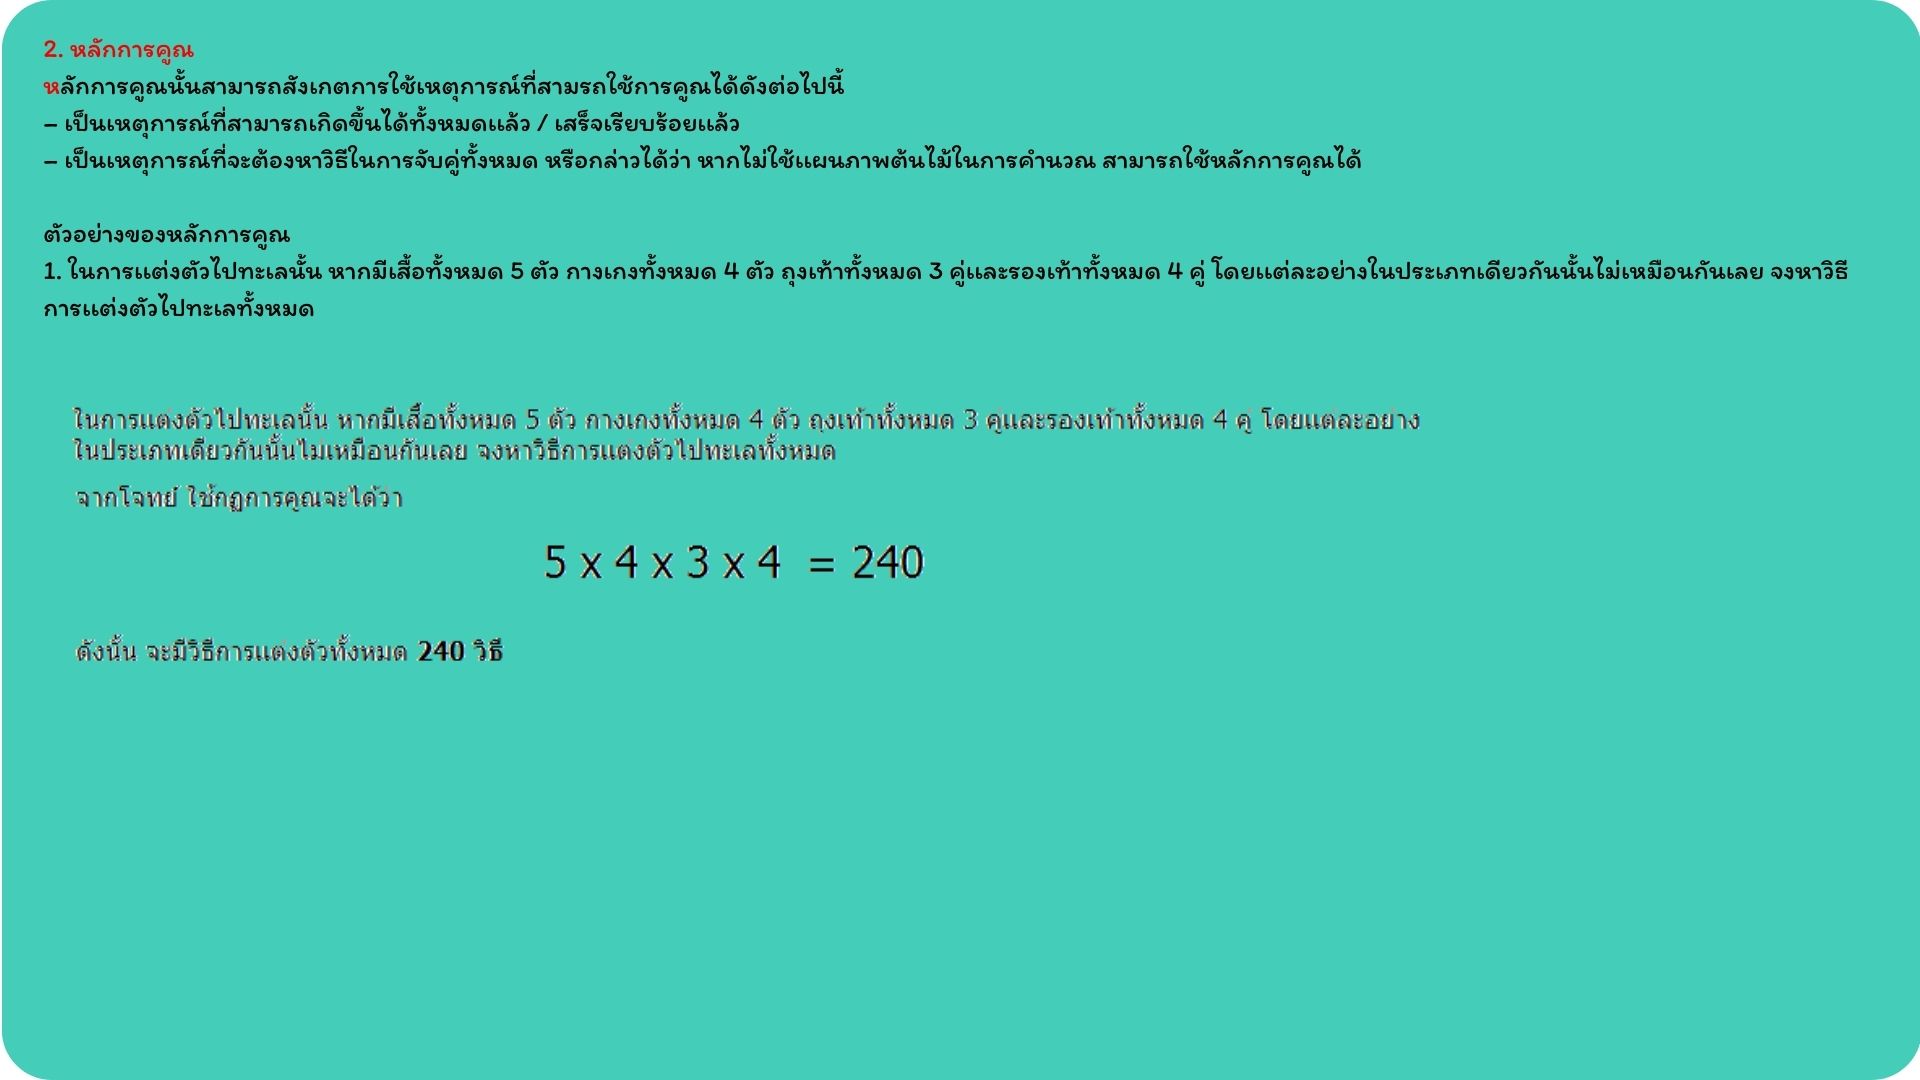 2. หลักการคูณ
หลักการคูณนั้นสามารถสังเกตการใช้เหตุการณ์ที่สามรถใช้การคูณได้ดังต่อไปนี้
– เป็นเหตุการณ์ที่สามารถเกิดขึ้นได้ทั้งหมดแล้ว / เสร็จเรียบร้อยแล้ว
– เป็นเหตุการณ์ที่จะต้องหาวิธีในการจับคู่ทั้งหมด หรือกล่าวได้ว่า หากไม่ใช้แผนภาพต้นไม้ในการคำนวณ สามารถใช้หลักการคูณได้
ตัวอย่างของหลักการคูณ
1. ในการแต่งตัวไปทะเลนั้น หากมีเสื้อทั้งหมด 5 ตัว กางเกงทั้งหมด 4 ตัว ถุงเท้าทั้งหมด 3 คู่และรองเท้าทั้งหมด 4 คู่ โดยแต่ละอย่างในประเภทเดียวกันนั้นไม่เหมือนกันเลย จงหาวิธี
การแต่งตัวไปทะเลทั้งหมด
ในการแต่งตัวไปทะเลนั้น หากมีเสื้อทั้งหมด 5 ตัว กางเกงทั้งหมด 4 ตัว ถุงเท้าทั้งหมด 3 คู่และรองเท้าทั้งหมด 4 คู่ โดยแต่ละอย่าง
ในประเภทเดียวกันนั้นไม่เหมือนกันเลย จงหาวิธีการแต่งตัวไปทะเลทั้งหมด
จากโจทย์ ใช้กฎการคูณจะได้ว่า
5 x 4 x 3 x 4 = 240
ดังนั้น จะมีวิธีการแต่งตัวทั้งหมด 240 วิธี